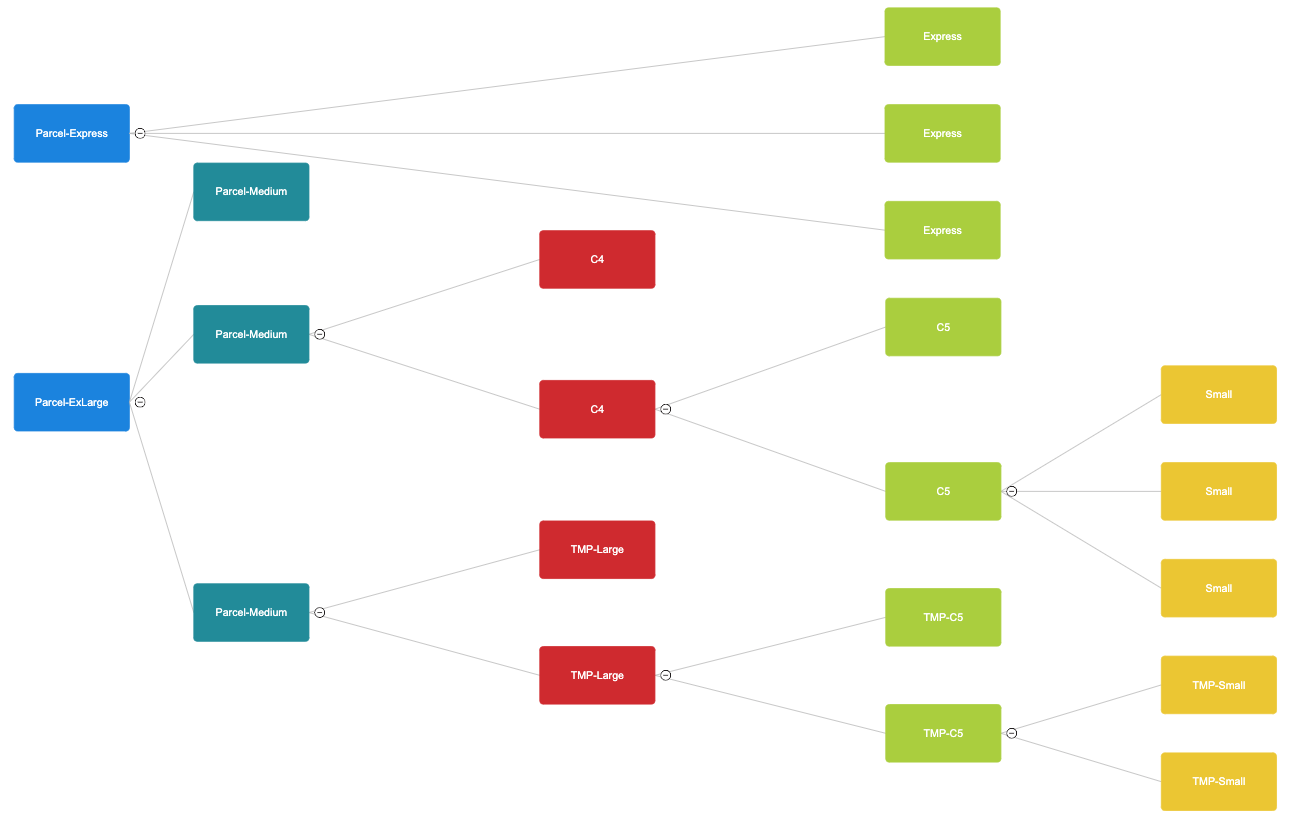 Express
Parcel-Express
Express
Parcel-Medium
Express
C4
C5
Parcel-Medium
Small
Parcel-ExLarge
C4
C5
Small
TMP-Large
Small
Parcel-Medium
TMP-C5
TMP-Large
TMP-Small
TMP-C5
TMP-Small